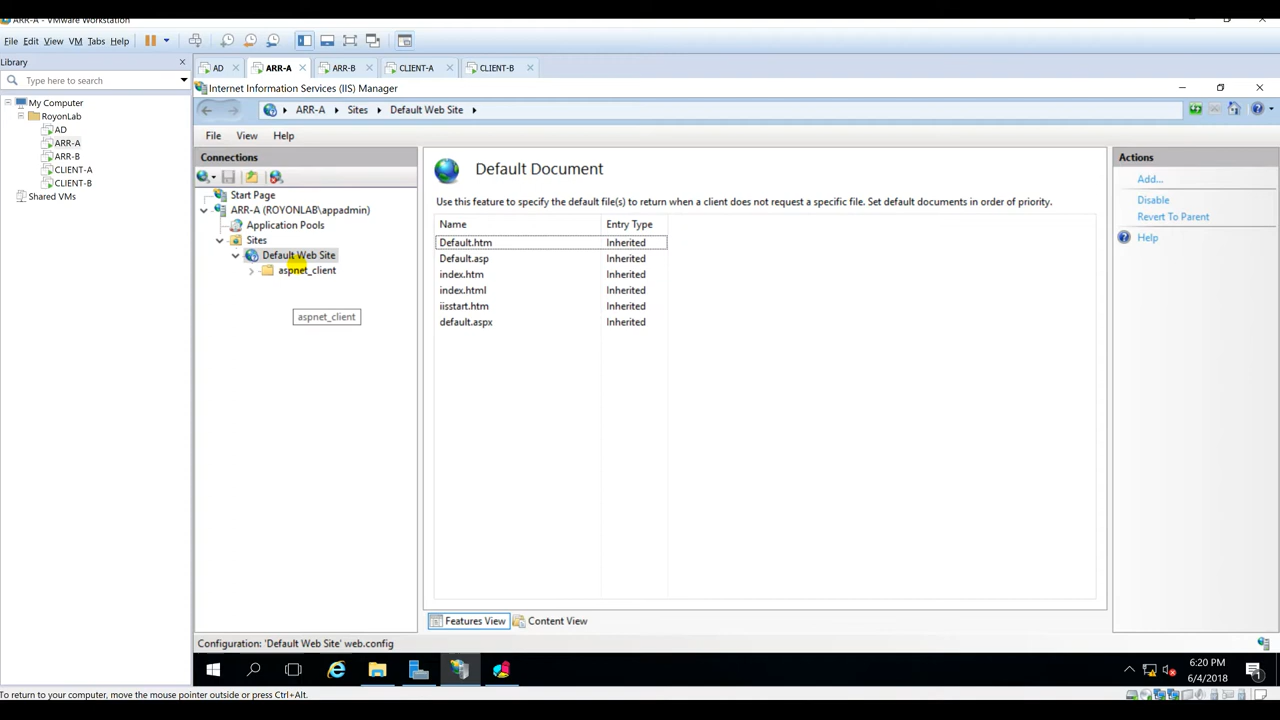 ARR-A - VMware Workstation
File Edit View VM Tabs Help
Library
Type here to search
My Computer
RoyonLab
AD
ARR-A
ARR-B
CLIENT-A
CLIENT-B
Shared VMs
AD ARR-A ARR-B CLIENT-A CLIENT-B
Internet Information Services (IIS) Manager
ARR-A Sites Default Web Site
File View Help
Connections
Start Page
ARR-A (ROYONLAB\appadmin)
Application Pools
Sites
Default Web Site
aspnet_client
aspnet_client
Default Document
Use this feature to specify the default file(s) to return when a client does not request a specific file. Set default documents in order of priority.
Name Entry Type
Default.htm Inherited
Default.asp Inherited
index.htm Inherited
index.html Inherited
iisstart.htm Inherited
default.aspx Inherited
Features View Content View
Actions
Add...
Disable
Revert To Parent
Help
Configuration: 'Default Web Site' web.config
6:20 PM
6/4/2018
1
To return to your computer, move the mouse pointer outside or press Ctrl+Alt.